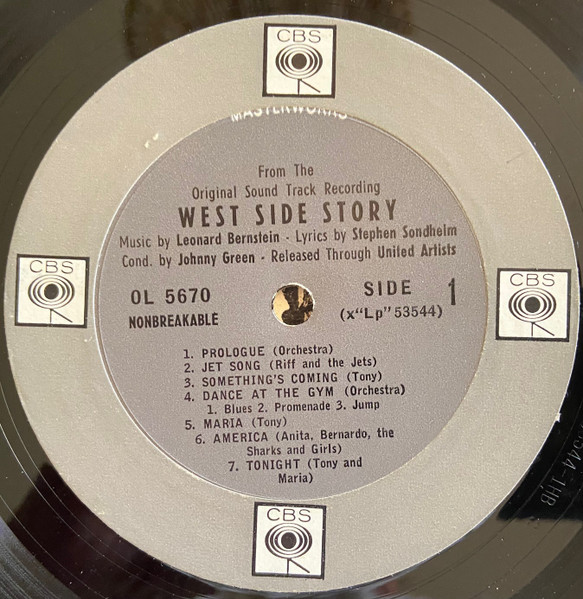 CBS
MASTERWORKS
From The
Original Sound Track Recording
WEST SIDE STORY
Music by Leonard Bernstein - Lyrics by Stephen Sondheim
Cond. by Johnny Green - Released Through United Artists
CBS
CBS
OL 5670
NONBREAKABLE
SIDE 1
(x"Lp" 53544)
1. PROLOGUE (Orchestra)
2. JET SONG (Riff and the Jets)
3. SOMETHING'S COMING (Tony)
4. DANCE AT THE GYM (Orchestra)
1. Blues 2. Promenade 3. Jump
5. MARIA (Tony)
6. AMERICA (Anita, Bernardo, the
Sharks and Girls)
7. TONIGHT (Tony and
Maria)
CBS